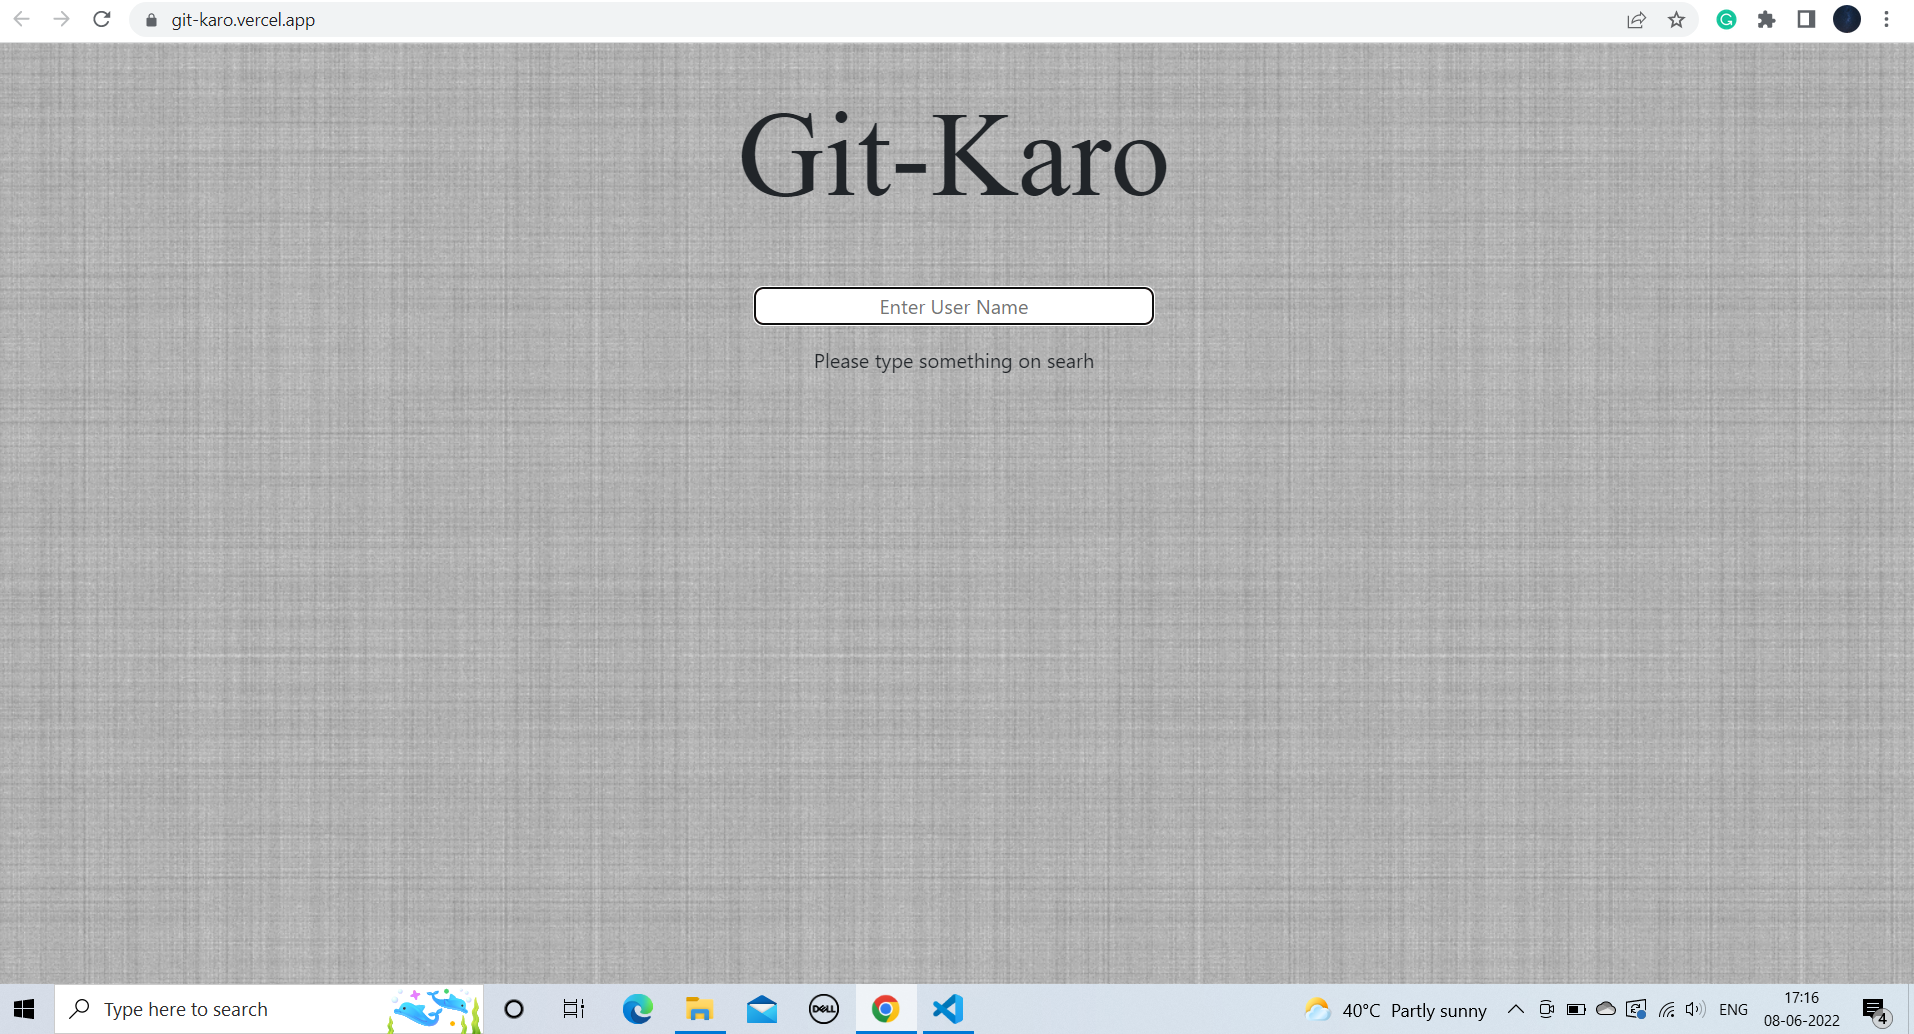 git-karo.vercel.app
Git-Karo
Enter User Name
Please type something on searh
Type here to search
DELL
40°C Partly sunny
ENG
17:16
08-06-2022
4